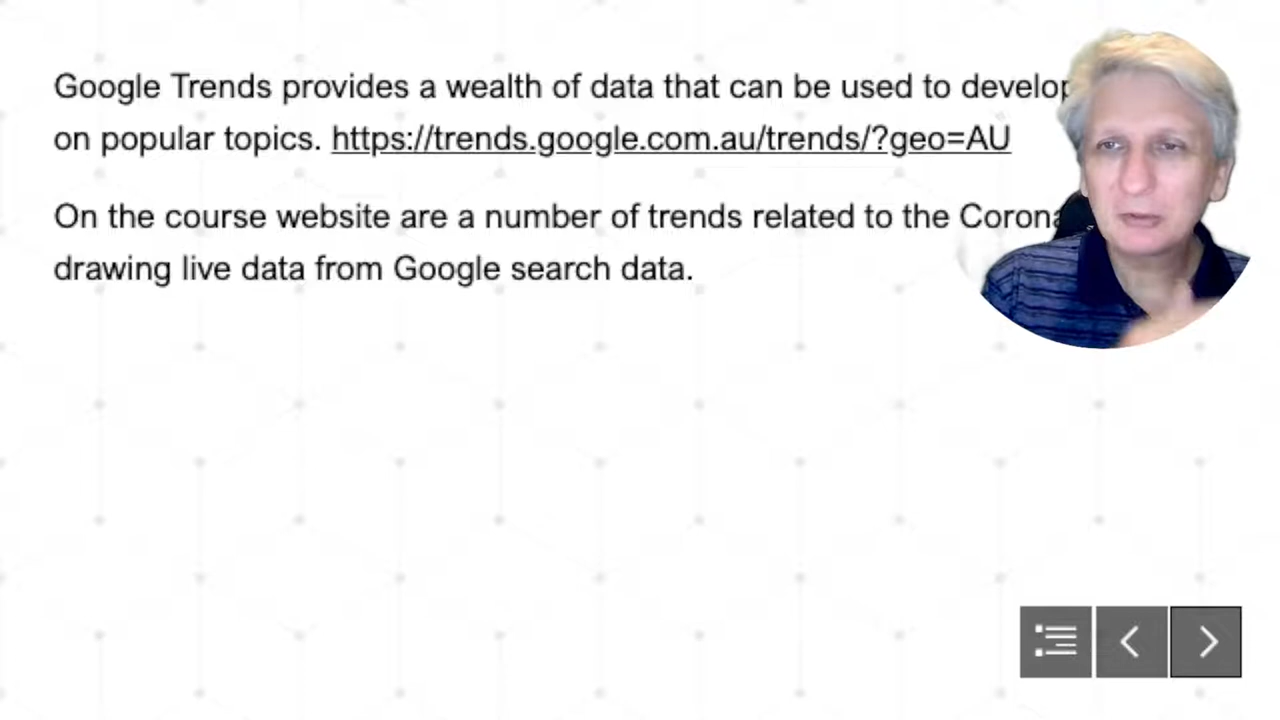 Google Trends provides a wealth of data that can be used to develop
on popular topics. https://trends.google.com.au/trends/?geo=AU
On the course website are a number of trends related to the Corona
drawing live data from Google search data.